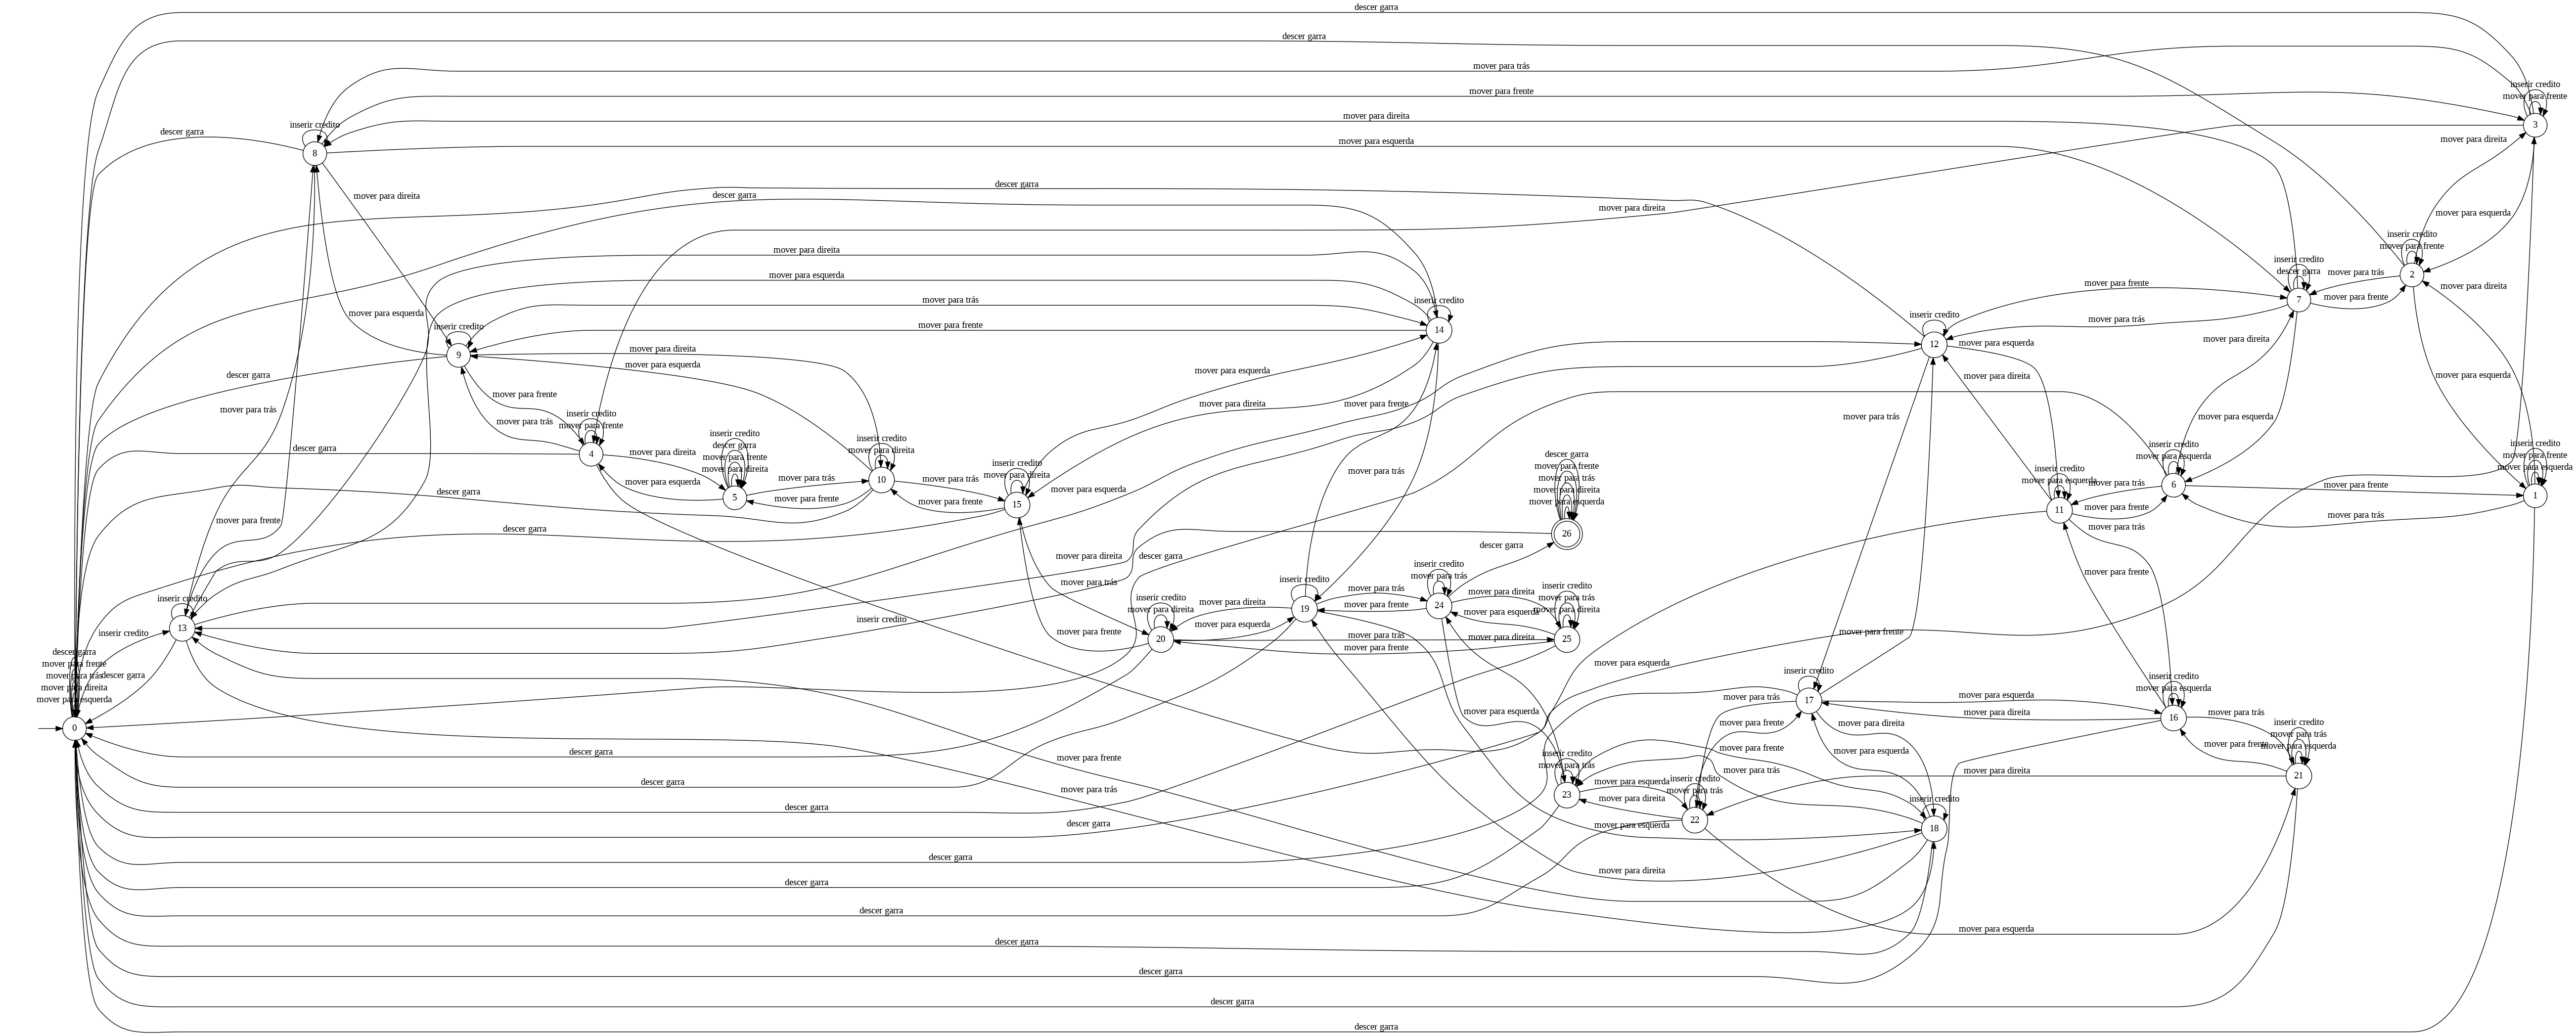 descer garra
descer garra
mover para trás
inserir credito
mover para frente
mover para frente
3
mover para direita
inserir credito
descer garra
mover para direita
8
mover para esquerda
descer garra
mover para direita
descer garra
mover para direita
mover para esquerda
inserir credito
mover para frente
2
mover para direita
mover para esquerda
inserir credito
descer garra
7
mover para trás
mover para frente
mover para direita
mover para trás
inserir credito
14
mover para frente
mover para esquerda
inserir credito
9
mover para frente
mover para trás
inserir credito
12
mover para esquerda
mover para direita
mover para direita
mover para esquerda
descer garra
mover para frente
mover para trás
inserir credito
mover para frente
4
mover para esquerda
mover para direita
mover para frente
mover para direita
mover para esquerda
mover para esquerda
mover para trás
mover para trás
mover para frente
descer garra
mover para direita
mover para esquerda
inserir credito
descer garra
mover para frente
mover para direita
5
mover para trás
mover para frente
inserir credito
mover para direita
10
mover para trás
mover para frente
inserir credito
mover para direita
15
descer garra
descer garra
mover para esquerda
mover para trás
descer garra
mover para frente
mover para trás
mover para direita
mover para esquerda
26
descer garra
inserir credito
mover para esquerda
11
mover para trás
mover para frente
mover para trás
inserir credito
mover para esquerda
6
mover para frente
mover para trás
inserir credito
mover para frente
mover para esquerda
1
mover para direita
descer garra
mover para trás
inserir credito
mover para direita
20
mover para direita
mover para esquerda
mover para frente
inserir credito
19
mover para trás
mover para frente
inserir credito
mover para trás
24
mover para direita
mover para esquerda
mover para direita
mover para trás
mover para frente
inserir credito
mover para trás
mover para direita
25
inserir credito
mover para frente
mover para frente
inserir credito
13
inserir credito
descer garra
descer garra
mover para frente
mover para trás
mover para direita
mover para esquerda
0
mover para esquerda
inserir credito
17
mover para trás
mover para frente
mover para esquerda
mover para direita
mover para direita
mover para esquerda
inserir credito
mover para esquerda
16
mover para trás
mover para frente
inserir credito
mover para trás
mover para esquerda
21
mover para esquerda
mover para frente
mover para trás
mover para direita
inserir credito
mover para trás
23
mover para esquerda
mover para direita
inserir credito
mover para trás
22
inserir credito
18
mover para esquerda
descer garra
mover para frente
descer garra
mover para trás
descer garra
descer garra
descer garra
mover para direita
descer garra
descer garra
mover para esquerda
descer garra
descer garra
descer garra
descer garra